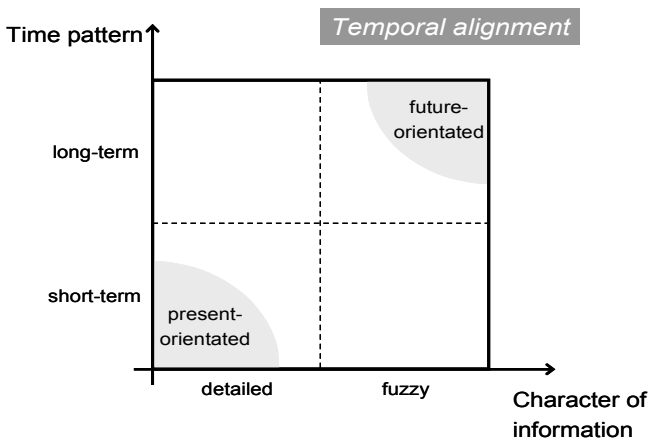 Temporal alignment
Time pattern
future-
orientated
long-term
short-term
present-
orientated
detailed
fuzzy
Character of
information